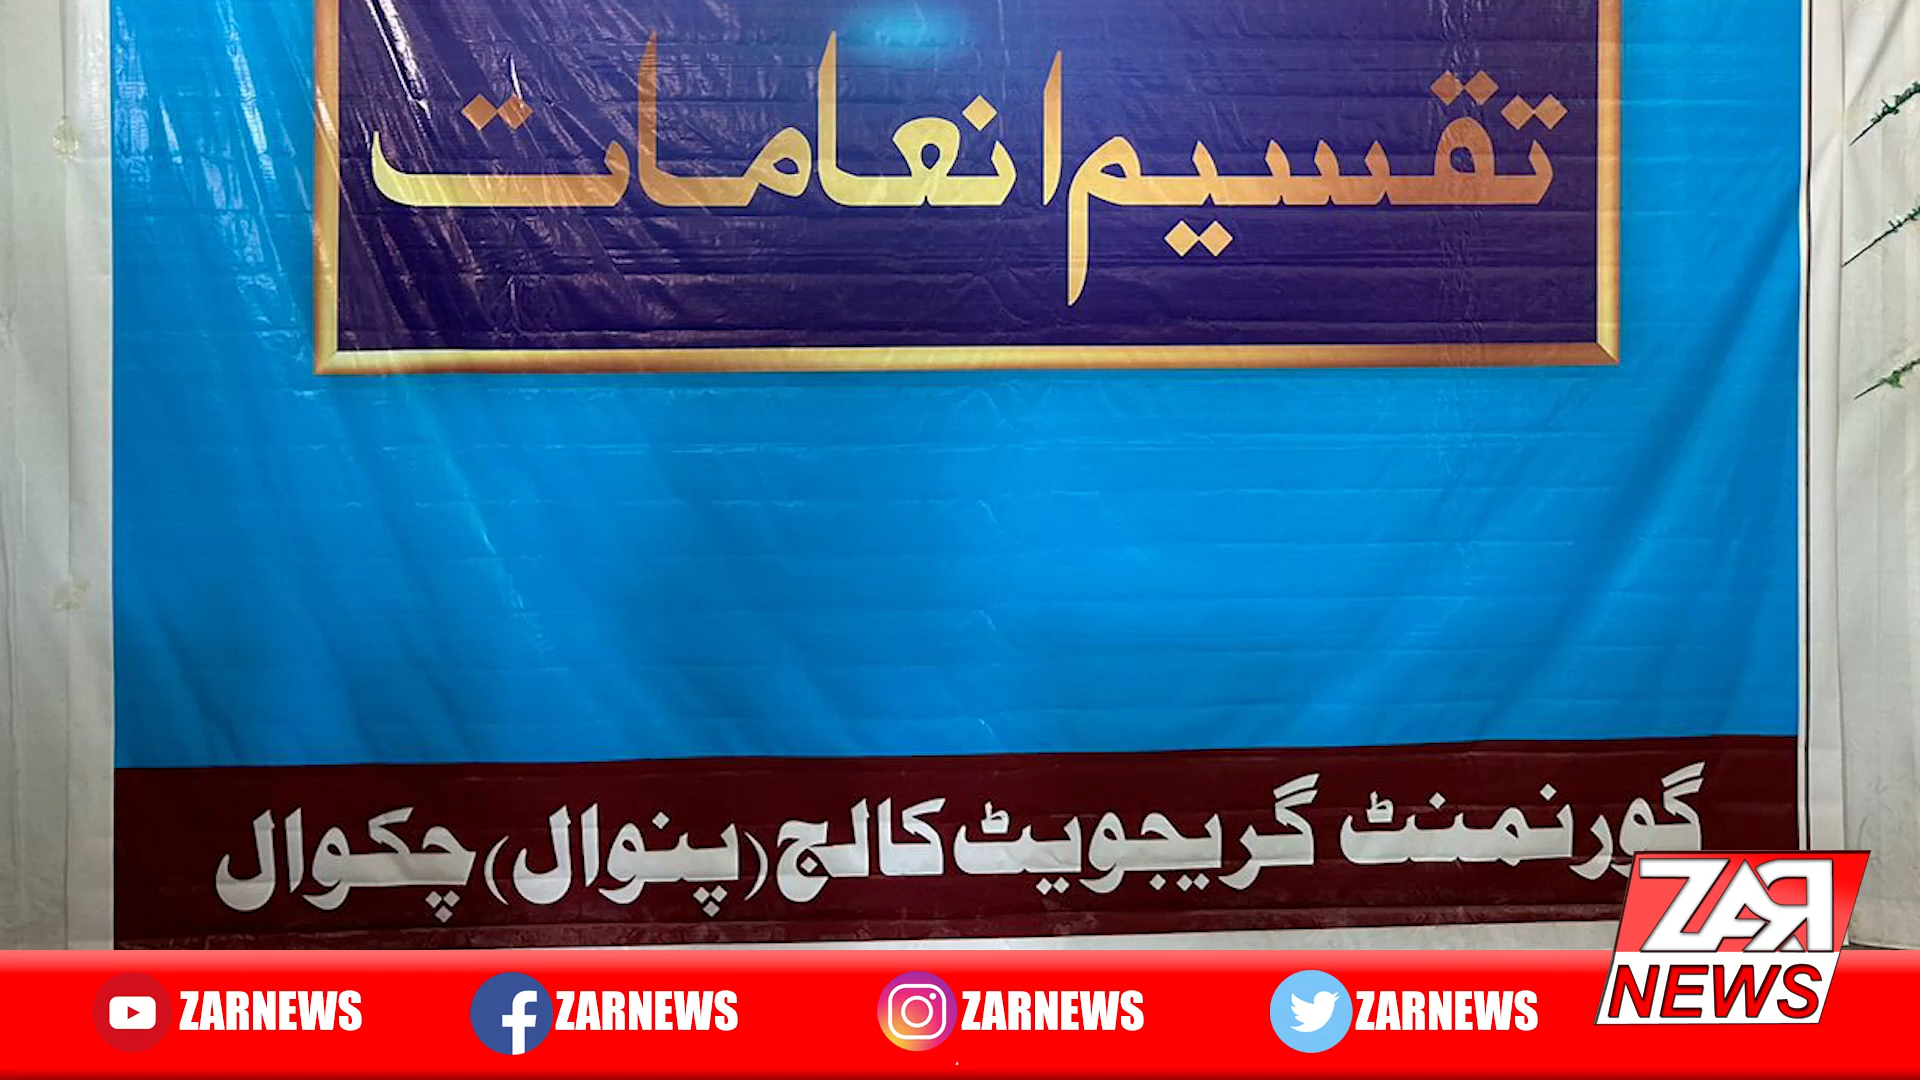 تقسیم انعامات
گورنمنٹ گریجویٹ کالج (پنوال) چکوال
ZAR
NEWS
ZARNEWS ZARNEWS ZARNEWS ZARNEWS